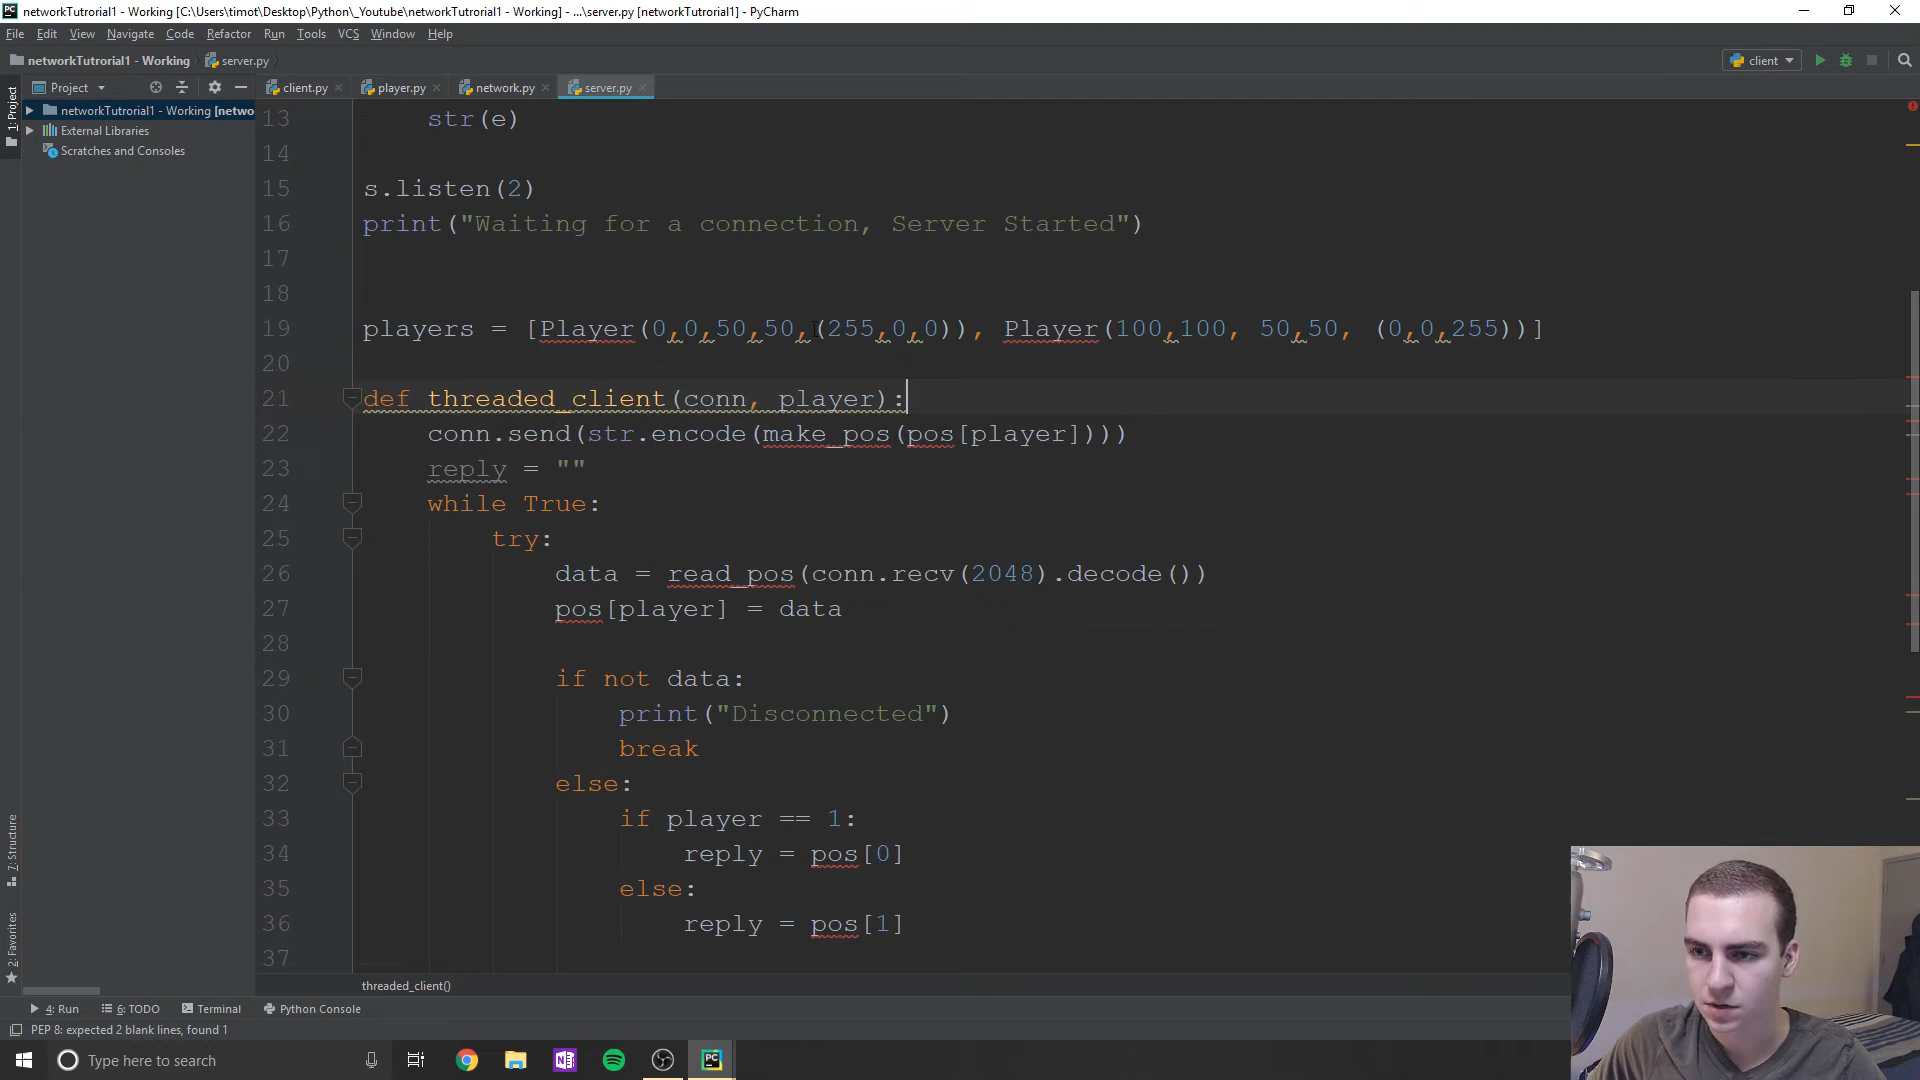 networkTutrorial1 - Working [C:\Users\timot\Desktop\Python\_Youtube\networkTutrorial1 - Working] - ...\server.py [networkTutorial1] - PyCharm
File Edit View Navigate Code Refactor Run Tools VCS Window Help
networkTutrorial1 - Working server.py client
Project client.py player.py network.py server.py
1: Project
networkTutrorial1 - Working [netwo
External Libraries
Scratches and Consoles
13 str(e)
14
15 s.listen(2)
16 print("Waiting for a connection, Server Started")
17
18
19 players = [Player(0,0,50,50,(255,0,0)), Player(100,100, 50,50, (0,0,255))]
20
21 def threaded_client(conn, player):
22 conn.send(str.encode(make_pos(pos[player])))
23 reply = ""
24 while True:
25 try:
26 data = read_pos(conn.recv(2048).decode())
27 pos[player] = data
28
29 if not data:
30 print("Disconnected")
31 break
32 else:
33 if player == 1:
34 reply = pos[0]
35 else:
36 reply = pos[1]
37
7: Structure
2: Favorites
threaded_client()
4: Run 6: TODO Terminal Python Console
PEP 8: expected 2 blank lines, found 1
Type here to search